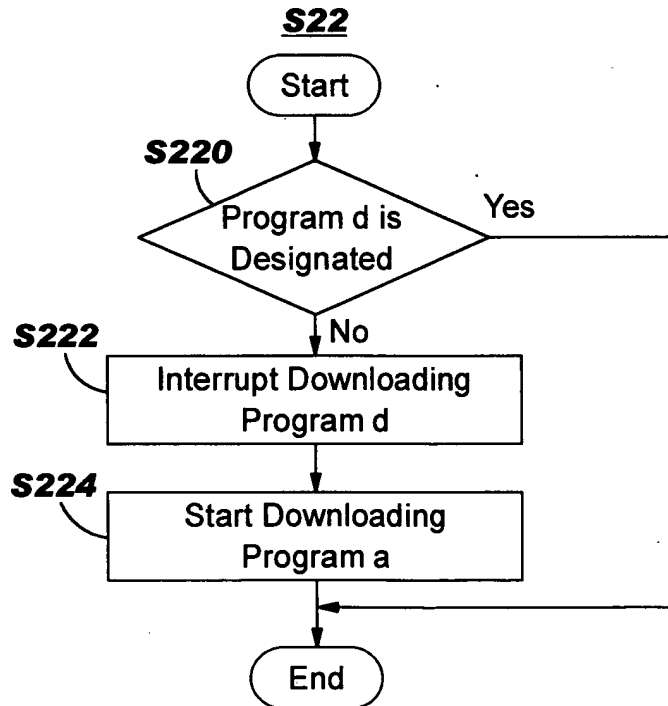 S22
Start
S220
Program d is
Designated
Yes
No
S222
Interrupt Downloading
Program d
S224
Start Downloading
Program a
End